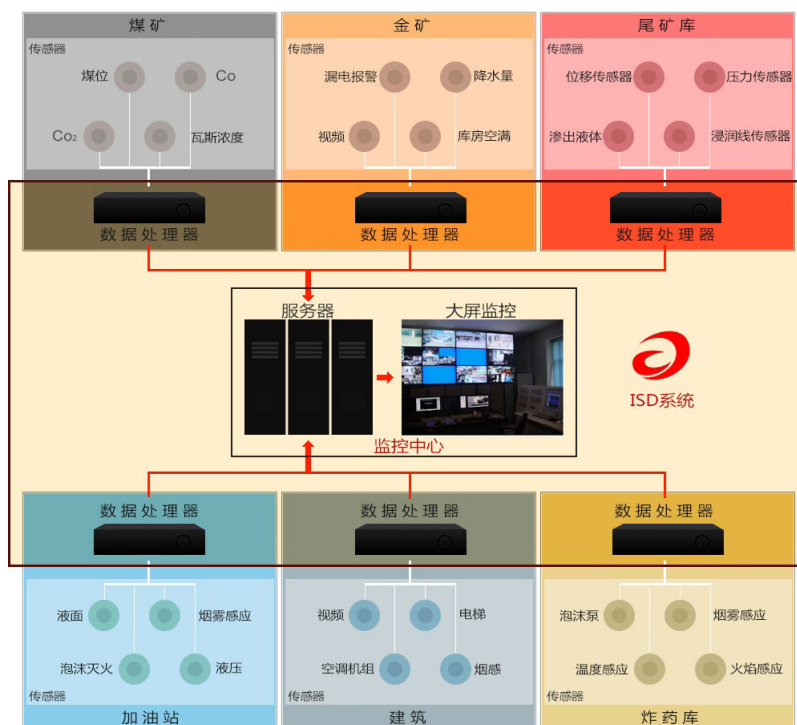 煤矿
金矿
尾矿库
传感器
传感器
传感器
煤位
Co
漏电报警
降水量
位移传感器
压力传感器
Co₂
瓦斯浓度
视频
库房空满
渗出液体
浸润线传感器
数据处理器
数据处理器
数据处理器
服务器
大屏监控
ISD系统
监控中心
数据处理器
数据处理器
数据处理器
液面
烟雾感应
视频
电梯
泡沫泵
烟雾感应
泡沫灭火
液压
空调机组
烟感
温度感应
火焰感应
传感器
传感器
传感器
加油站
建筑
炸药库